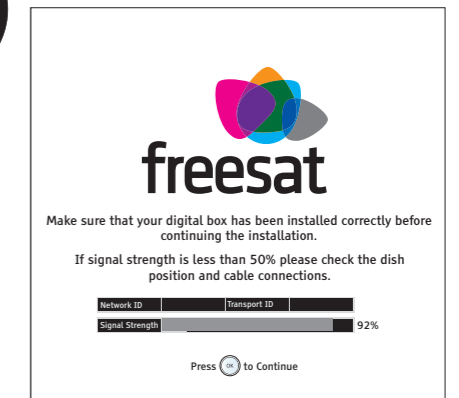 freesat
Make sure that your digital box has been installed correctly before
continuing the installation.
If signal strength is less than 50% please check the dish
position and cable connections.
Network ID Transport ID
Signal Strength 92%
Press OK to Continue